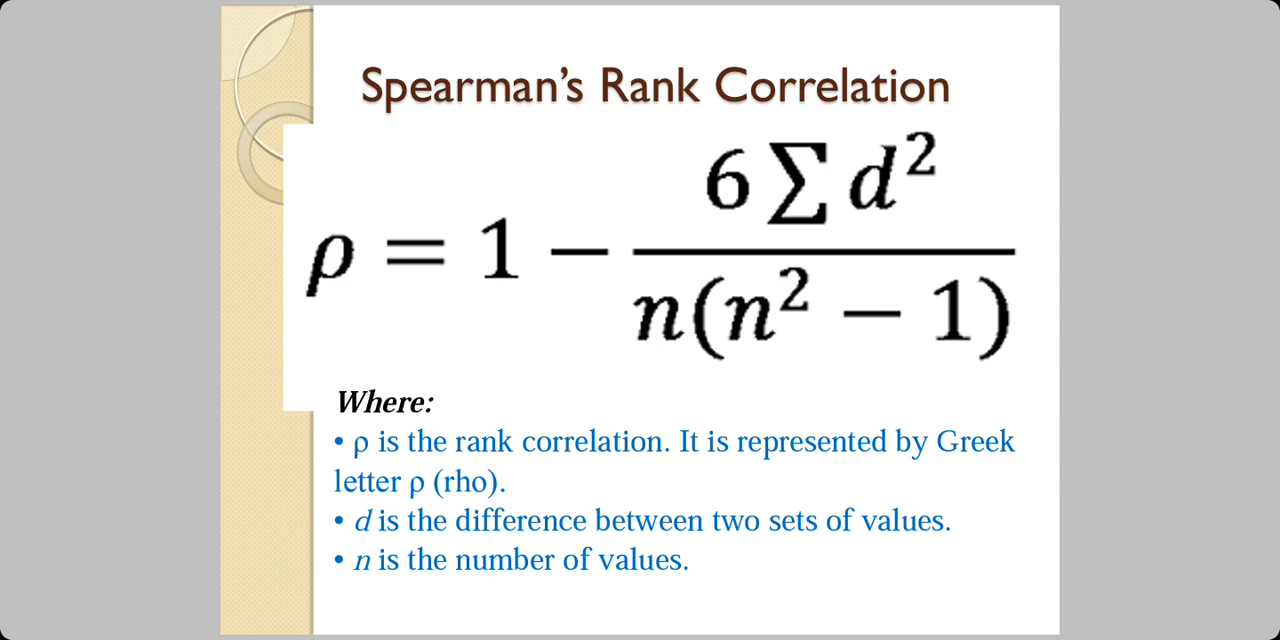 Spearman's Rank Correlation
ρ = 1 − 6 ∑ d² / n(n² − 1)
Where:
• ρ is the rank correlation. It is represented by Greek
letter ρ (rho).
• d is the difference between two sets of values.
• n is the number of values.